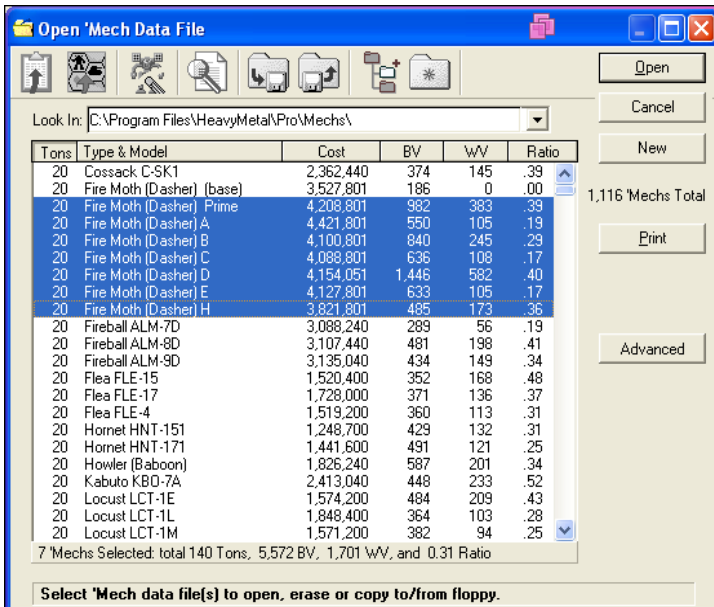 Open 'Mech Data File
Open
Look In: C:\Program Files\HeavyMetal\Pro\Mechs\
Cancel
Tons Type & Model Cost BV WV Ratio
New
20 Cossack C-SK1 2,362,440 374 145 .39
20 Fire Moth (Dasher) (base) 3,527,801 186 0 .00
1,116 'Mechs Total
20 Fire Moth (Dasher) Prime 4,208,801 982 383 .39
20 Fire Moth (Dasher) A 4,421,801 550 105 .19
20 Fire Moth (Dasher) B 4,100,801 840 245 .29
Print
20 Fire Moth (Dasher) C 4,088,801 636 108 .17
20 Fire Moth (Dasher) D 4,154,051 1,446 582 .40
20 Fire Moth (Dasher) E 4,127,801 633 105 .17
20 Fire Moth (Dasher) H 3,821,801 485 173 .36
20 Fireball ALM-7D 3,088,240 289 56 .19
20 Fireball ALM-8D 3,107,440 481 198 .41
Advanced
20 Fireball ALM-9D 3,135,040 434 149 .34
20 Flea FLE-15 1,520,400 352 168 .48
20 Flea FLE-17 1,728,000 371 136 .37
20 Flea FLE-4 1,519,200 360 113 .31
20 Hornet HNT-151 1,248,700 429 132 .31
20 Hornet HNT-171 1,441,600 491 121 .25
20 Howler (Baboon) 1,826,240 587 201 .34
20 Kabuto KBO-7A 2,413,040 448 233 .52
20 Locust LCT-1E 1,574,200 484 209 .43
20 Locust LCT-1L 1,848,400 364 103 .28
20 Locust LCT-1M 1,571,200 382 94 .25
7 'Mechs Selected: total 140 Tons, 5,572 BV, 1,701 WV, and 0.31 Ratio
Select 'Mech data file(s) to open, erase or copy to/from floppy.